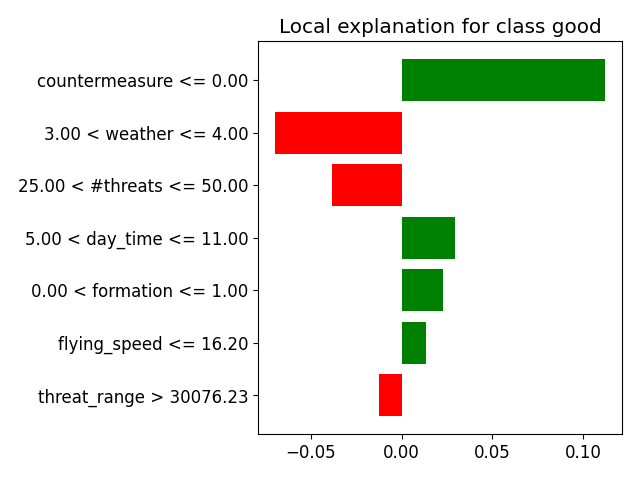 Local explanation for class good
countermeasure <= 0.00
3.00 < weather <= 4.00
25.00 < #threats <= 50.00
5.00 < day_time <= 11.00
0.00 < formation <= 1.00
flying_speed <= 16.20
threat_range > 30076.23
−0.05 0.00 0.05 0.10